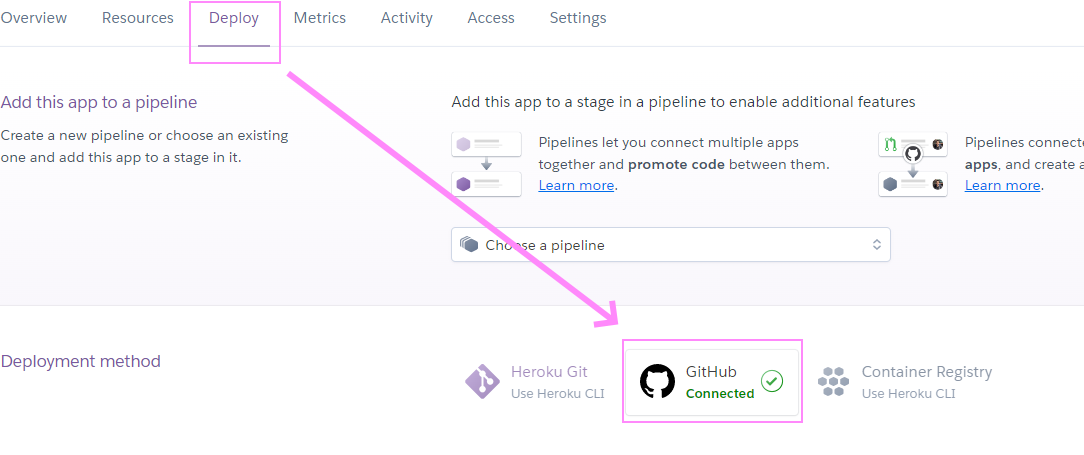 Overview Resources Deploy Metrics Activity Access Settings
Add this app to a pipeline
Create a new pipeline or choose an existing
one and add this app to a stage in it.
Add this app to a stage in a pipeline to enable additional features
Pipelines let you connect multiple apps
together and promote code between them.
Learn more.
Pipelines connecte
apps, and create a
Learn more.
Choose a pipeline
Deployment method
Heroku Git
Use Heroku CLI
GitHub
Connected
Container Registry
Use Heroku CLI